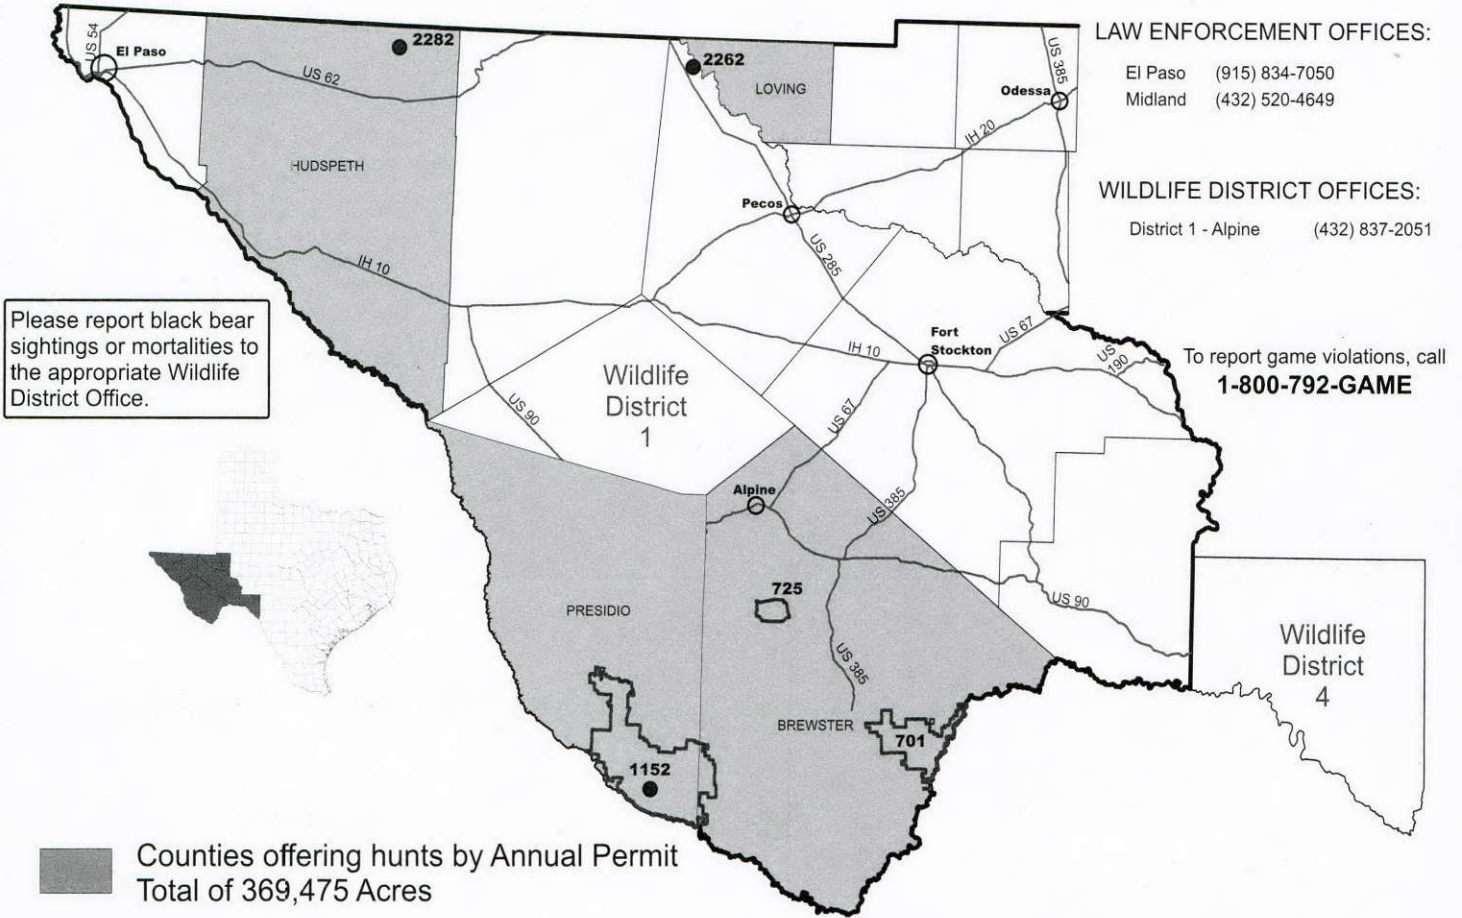 US 54
El Paso
2282
US 62
HUDSPETH
IH 10
2262
LOVING
US 385
Odessa
IH 20
Pecos
US 285
LAW ENFORCEMENT OFFICES:
El Paso (915) 834-7050
Midland (432) 520-4649
WILDLIFE DISTRICT OFFICES:
District 1 - Alpine (432) 837-2051
Please report black bear
sightings or mortalities to
the appropriate Wildlife
District Office.
To report game violations, call
1-800-792-GAME
Fort
Stockton
US 67
US
190
IH 10
Wildlife
District
1
US 90
US 67
Alpine
US 385
725
US 90
PRESIDIO
US 385
BREWSTER
701
1152
Wildlife
District
4
Counties offering hunts by Annual Permit
Total of 369,475 Acres